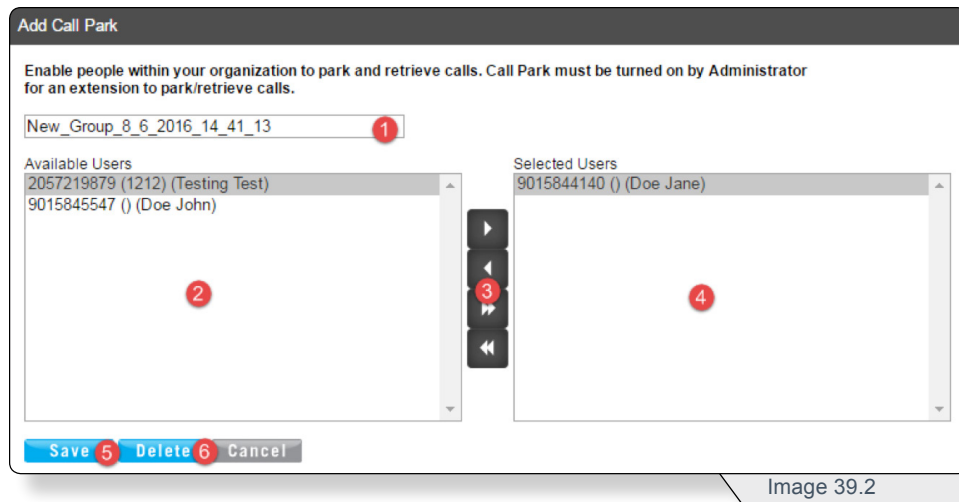 Add Call Park
Enable people within your organization to park and retrieve calls. Call Park must be turned on by Administrator
for an extension to park/retrieve calls.
New_Group_8_6_2016_14_41_13
1
Available Users
2057219879 (1212) (Testing Test)
9015845547 () (Doe John)
2
3
Selected Users
9015844140 () (Doe Jane)
4
Save 5 Delete 6 Cancel
Image 39.2